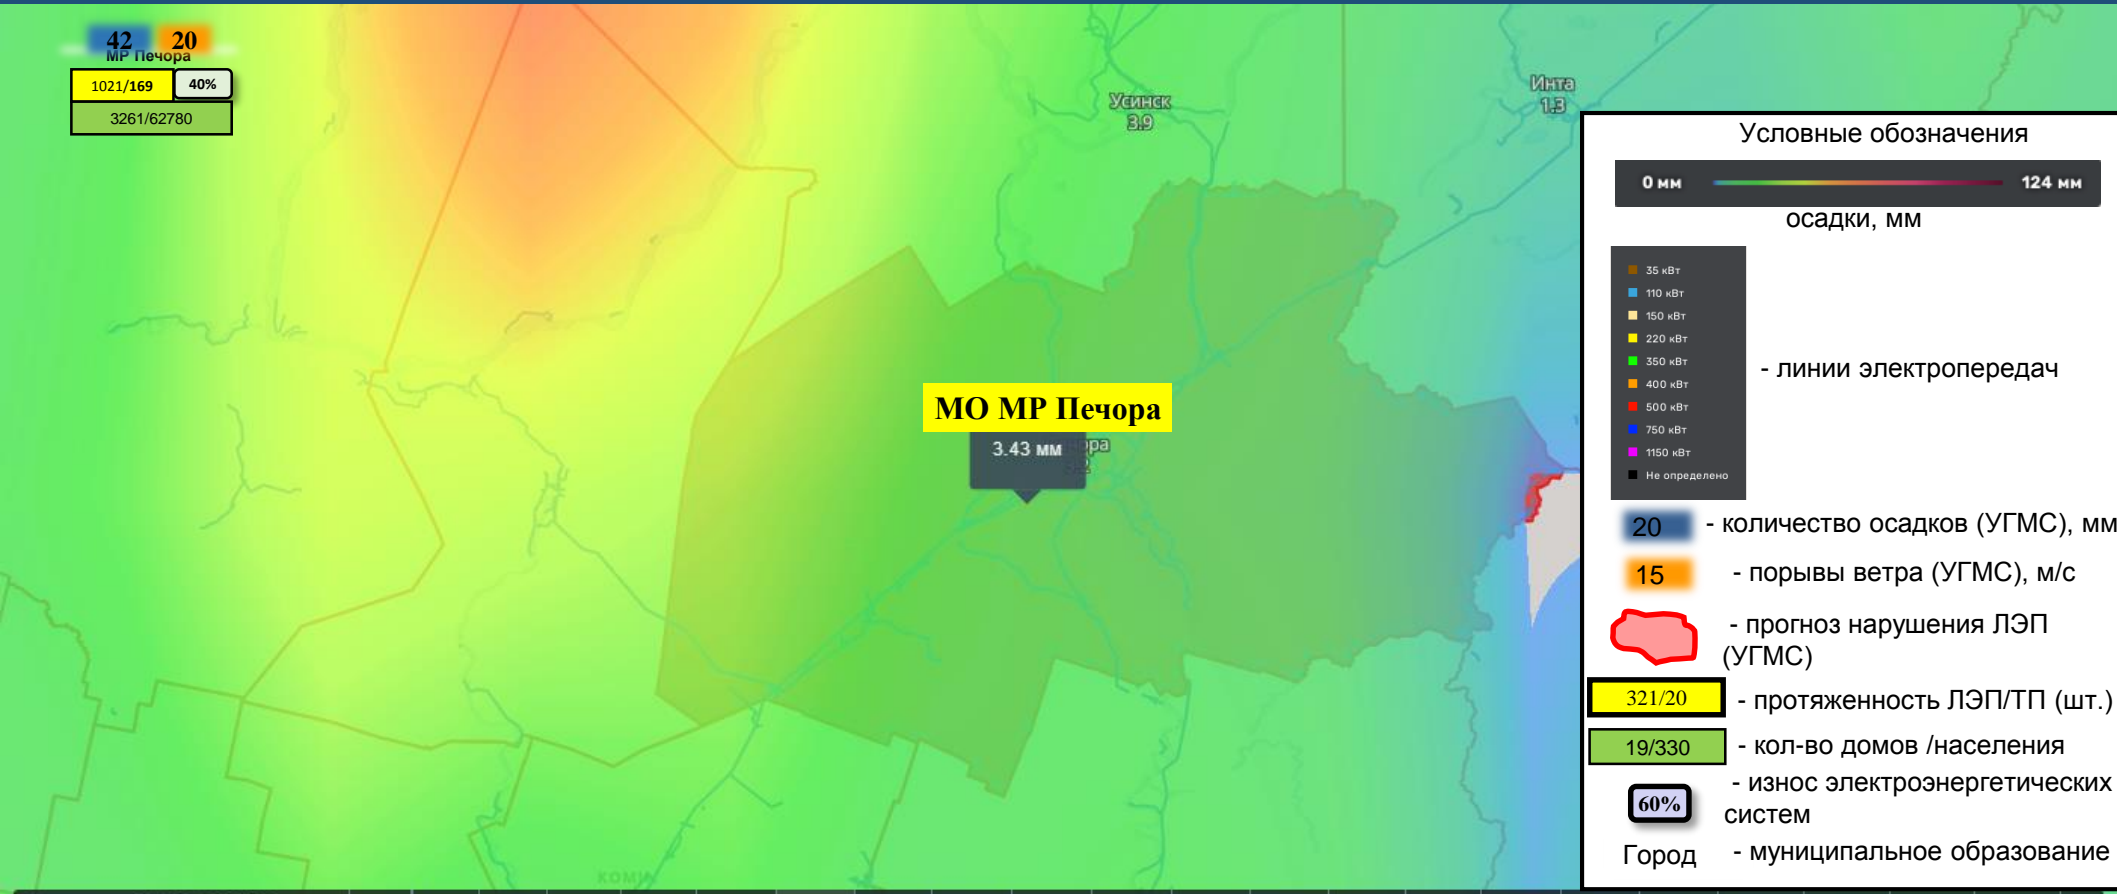 42 20
МР Печора
1021/169 40%
3261/62780
Усинск
3.9
Инта
1.3
МО МР Печора
3.43 мм
Условные обозначения
0 мм 124 мм
осадки, мм
35 кВт
110 кВт
150 кВт
220 кВт
350 кВт
400 кВт
500 кВт
750 кВт
1150 кВт
Не определено
- линии электропередач
20 - количество осадков (УГМС), мм
15 - порывы ветра (УГМС), м/с
- прогноз нарушения ЛЭП
(УГМС)
321/20 - протяженность ЛЭП/ТП (шт.)
19/330 - кол-во домов /населения
- износ электроэнергетических
60%
систем
Город - муниципальное образование
КОМИ